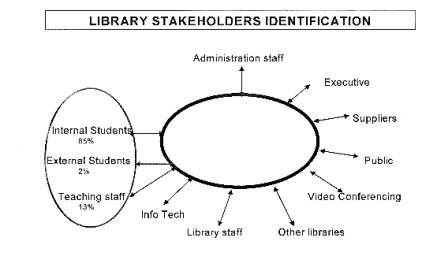 LIBRARY STAKEHOLDERS IDENTIFICATION
Administration staff
Executive
Suppliers
Internal Students
85%
External Students
2%
Public
Teaching staff
13%
Video Conferencing
Info Tech
Library staff
Other libraries